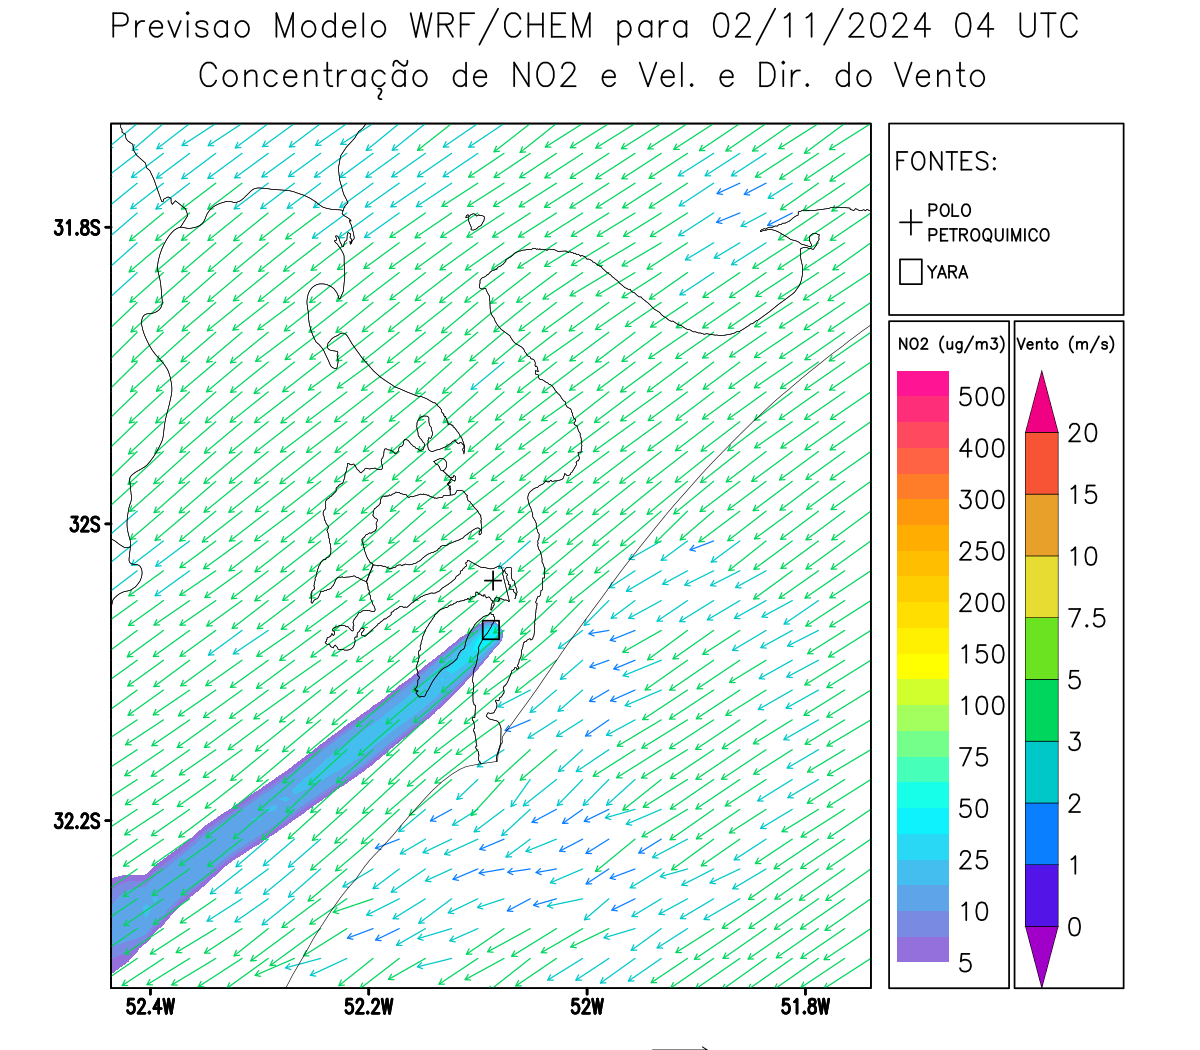 Previsao Modelo WRF/CHEM para 02/11/2024 04 UTC
Concentração de NO2 e Vel. e Dir. do Vento
FONTES:
POLO
PETROQUIMICO
YARA
31.8S
32S
32.2S
52.4W
52.2W
52W
51.8W
NO2 (ug/m3)
500
400
300
250
200
150
100
75
50
25
10
5
Vento (m/s)
20
15
10
7.5
5
3
2
1
0